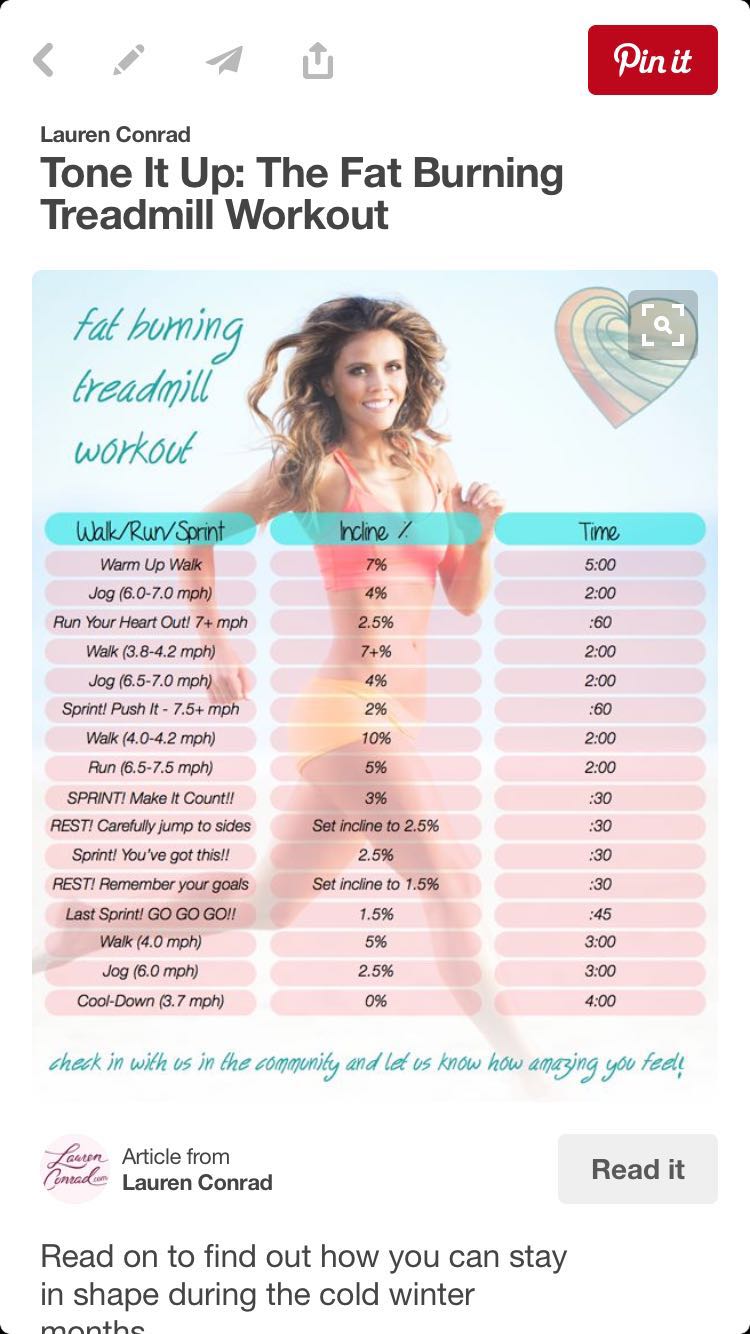 Pin it
Lauren Conrad
Tone It Up: The Fat Burning
Treadmill Workout
fat burning
treadmill
workout
Walk/Run/Sprint Incline % Time
Warm Up Walk 7% 5:00
Jog (6.0-7.0 mph) 4% 2:00
Run Your Heart Out! 7+ mph 2.5% :60
Walk (3.8-4.2 mph) 7+% 2:00
Jog (6.5-7.0 mph) 4% 2:00
Sprint! Push It - 7.5+ mph 2% :60
Walk (4.0-4.2 mph) 10% 2:00
Run (6.5-7.5 mph) 5% 2:00
SPRINT! Make It Count!! 3% :30
REST! Carefully jump to sides Set incline to 2.5% :30
Sprint! You've got this!! 2.5% :30
REST! Remember your goals Set incline to 1.5% :30
Last Sprint! GO GO GO!! 1.5% :45
Walk (4.0 mph) 5% 3:00
Jog (6.0 mph) 2.5% 3:00
Cool-Down (3.7 mph) 0% 4:00
check in with us in the community and let us know how amazing you feel!
Lauren
Conrad.com
Article from
Lauren Conrad
Read it
Read on to find out how you can stay
in shape during the cold winter
months